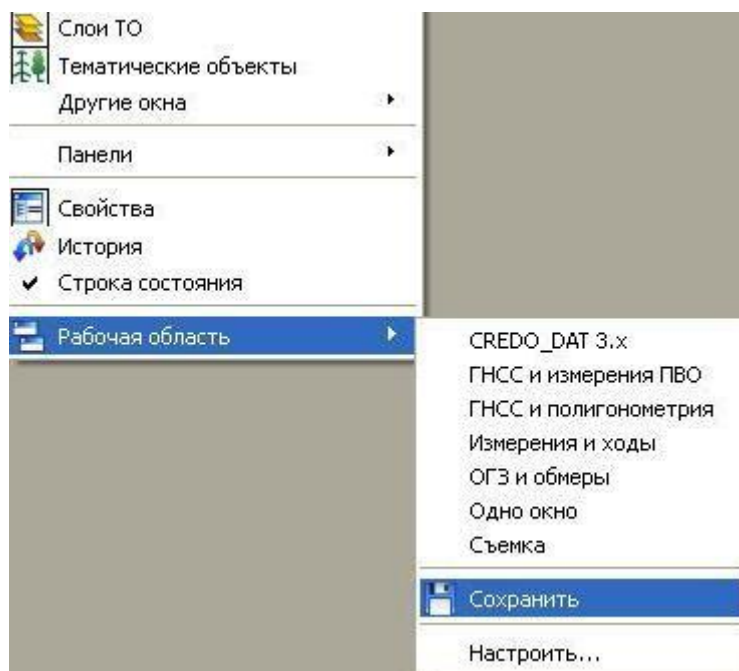 Слои ТО
Тематические объекты
Другие окна
Панели
Свойства
История
Строка состояния
Рабочая область
CREDO_DAT 3.x
ГНСС и измерения ПВО
ГНСС и полигонометрия
Измерения и ходы
ОГЗ и обмеры
Одно окно
Съемка
Сохранить
Настроить...